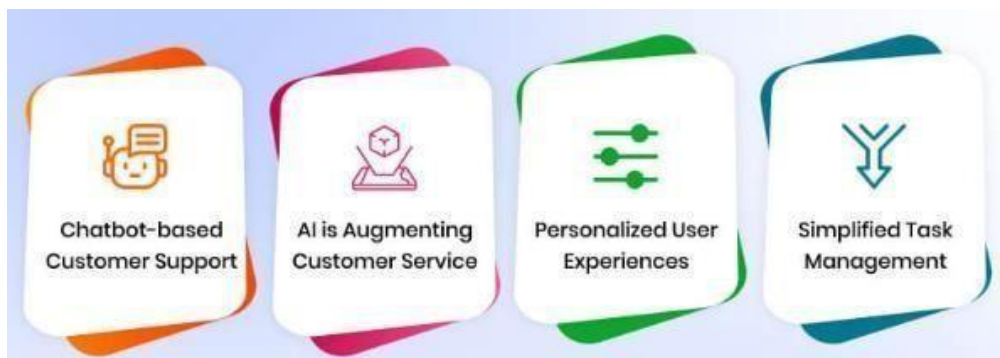 Chatbot-based
Customer Support
AI is Augmenting
Customer Service
Personalized User
Experiences
Simplified Task
Management